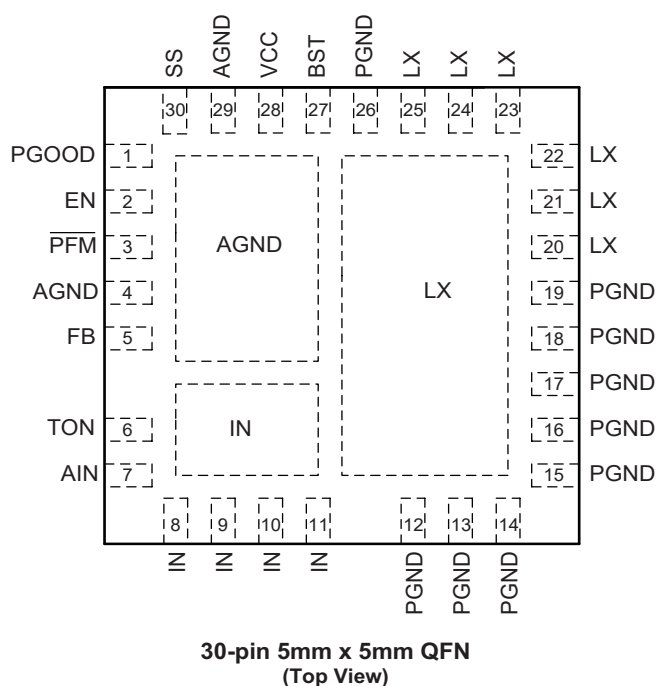 SS AGND VCC BST PGND LX LX LX
30 29 28 27 26 25 24 23
PGOOD 1
EN 2
PFM 3
AGND 4
FB 5
TON 6
AIN 7
AGND
LX
IN
22 LX
21 LX
20 LX
19 PGND
18 PGND
17 PGND
16 PGND
15 PGND
8 9 10 11 12 13 14
IN IN IN IN PGND PGND PGND
30-pin 5mm x 5mm QFN
(Top View)